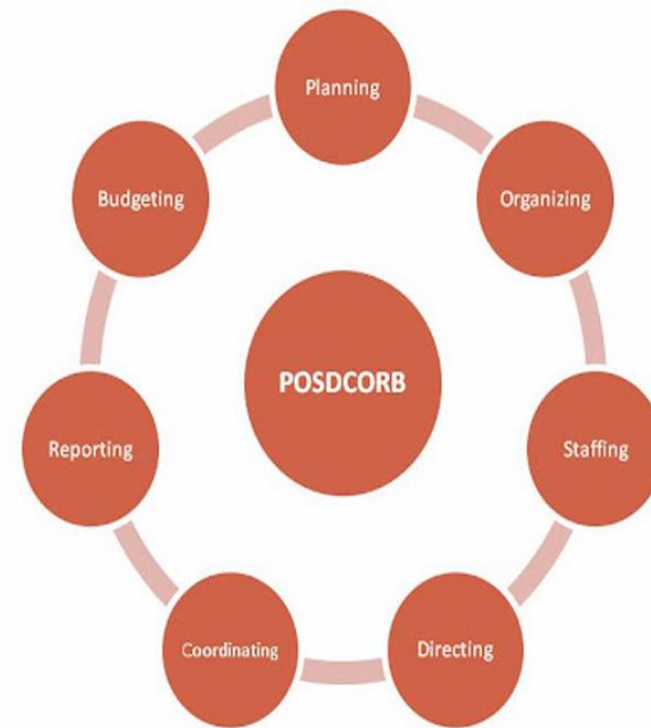 Planning
Organizing
Staffing
Directing
Coordinating
Reporting
Budgeting
POSDCORB